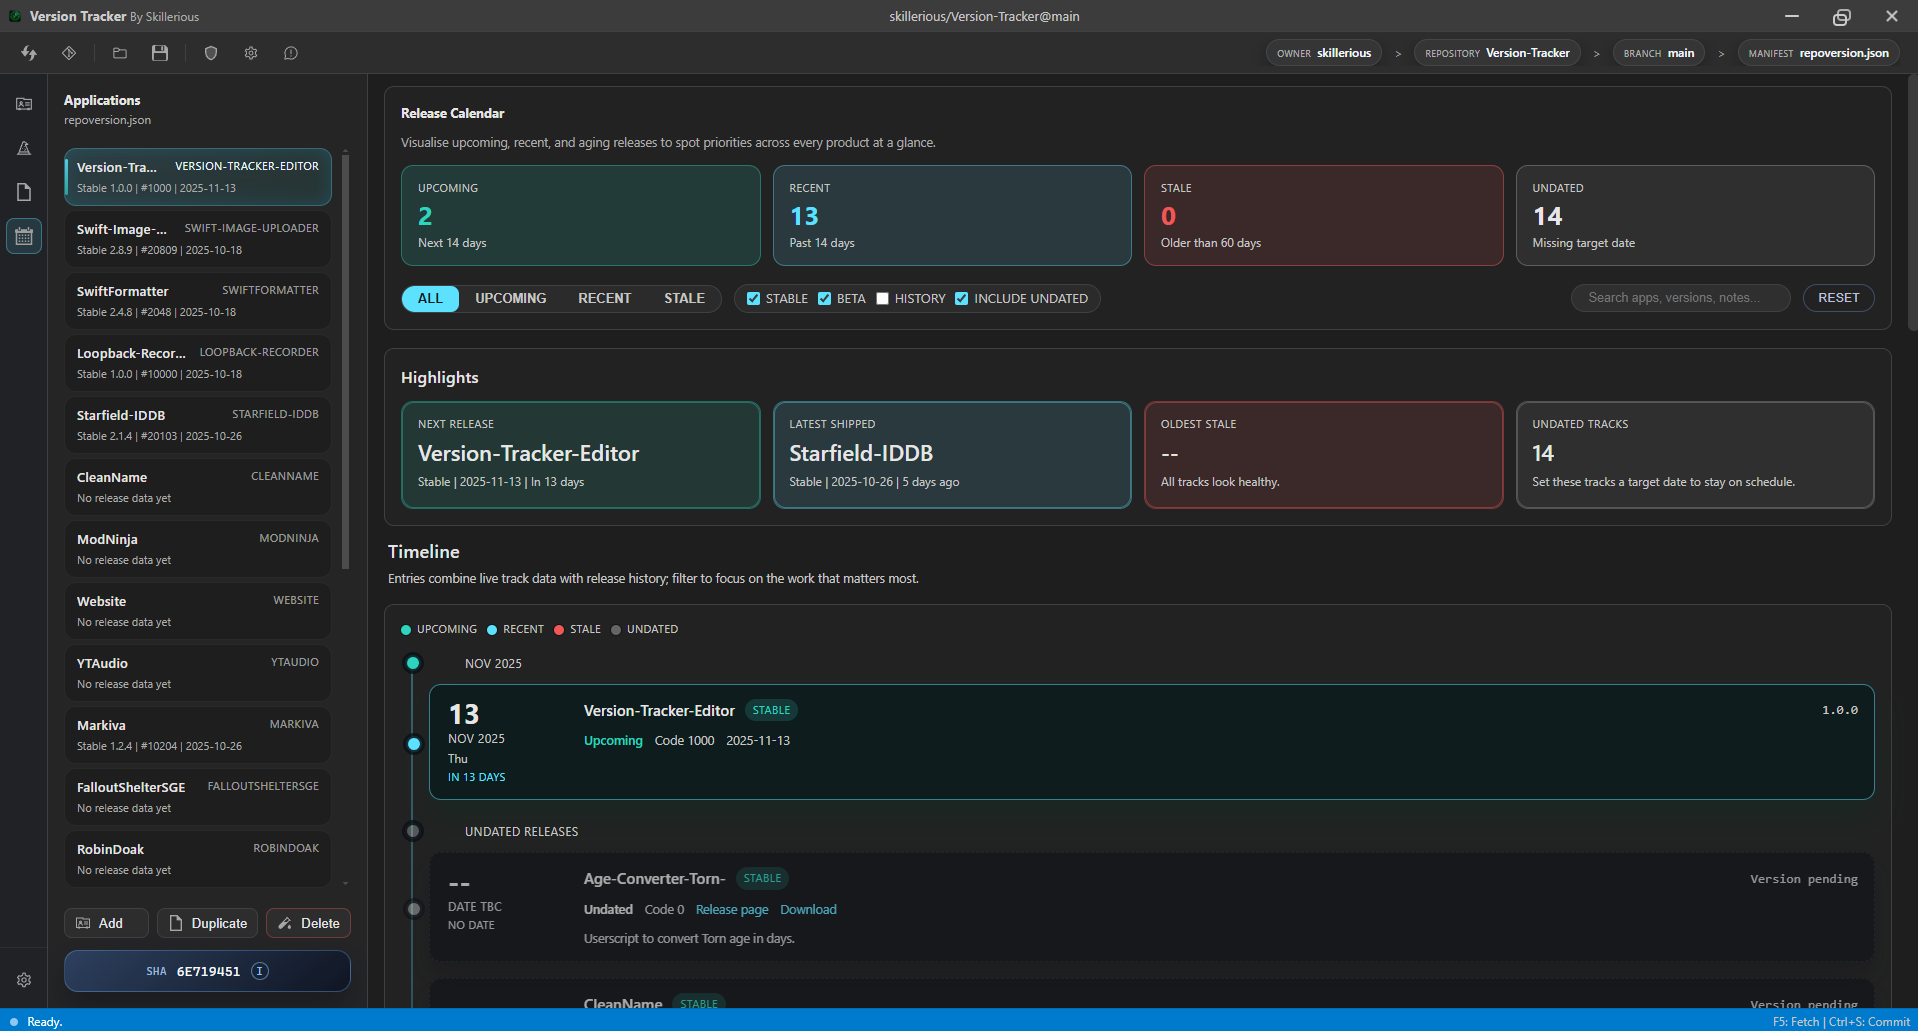 Version Tracker By Skillerious
skillerious/Version-Tracker@main
OWNER skillerious > REPOSITORY Version-Tracker > BRANCH main > MANIFEST repoversion.json
Applications
repoversion.json
Version-Tra... VERSION-TRACKER-EDITOR
Stable 1.0.0 | #1000 | 2025-11-13
Swift-Image-... SWIFT-IMAGE-UPLOADER
Stable 2.8.9 | #20809 | 2025-10-18
SwiftFormatter SWIFTFORMATTER
Stable 2.4.8 | #2048 | 2025-10-18
Loopback-Recor... LOOPBACK-RECORDER
Stable 1.0.0 | #10000 | 2025-10-18
Starfield-IDDB STARFIELD-IDDB
Stable 2.1.4 | #20103 | 2025-10-26
CleanName CLEANNAME
No release data yet
ModNinja MODNINJA
No release data yet
Website WEBSITE
No release data yet
YTAudio YTAUDIO
No release data yet
Markiva MARKIVA
Stable 1.2.4 | #10204 | 2025-10-26
FalloutShelterSGE FALLOUTSHELTERSGE
No release data yet
RobinDoak ROBINDOAK
No release data yet
Add Duplicate Delete
SHA 6E719451 I
Release Calendar
Visualise upcoming, recent, and aging releases to spot priorities across every product at a glance.
UPCOMING
2
Next 14 days
RECENT
13
Past 14 days
STALE
0
Older than 60 days
UNDATED
14
Missing target date
ALL UPCOMING RECENT STALE STABLE BETA HISTORY INCLUDE UNDATED Search apps, versions, notes... RESET
Highlights
NEXT RELEASE
Version-Tracker-Editor
Stable | 2025-11-13 | In 13 days
LATEST SHIPPED
Starfield-IDDB
Stable | 2025-10-26 | 5 days ago
OLDEST STALE
--
All tracks look healthy.
UNDATED TRACKS
14
Set these tracks a target date to stay on schedule.
Timeline
Entries combine live track data with release history; filter to focus on the work that matters most.
UPCOMING RECENT STALE UNDATED
NOV 2025
13
NOV 2025
Thu
IN 13 DAYS
Version-Tracker-Editor STABLE 1.0.0
Upcoming Code 1000 2025-11-13
UNDATED RELEASES
--
DATE TBC
NO DATE
Age-Converter-Torn- STABLE Version pending
Undated Code 0 Release page Download
Userscript to convert Torn age in days.
CleanName STABLE Version pending
Ready. F5: Fetch | Ctrl+S: Commit